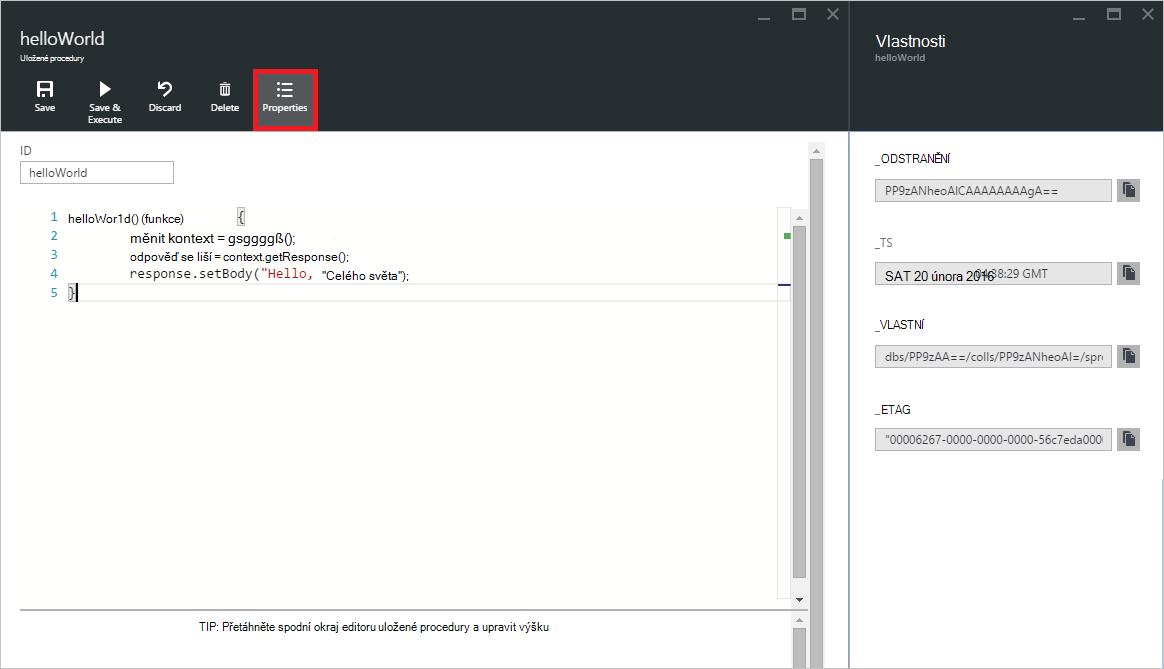 helloWorld
Uložené procedury
Save
Save & Execute
Discard
Delete
Properties
ID
helloWorld
1 helloWor1d() (funkce) {
2 měnit kontext = gsggggß();
3 odpověď se liší = context.getResponse();
4 response.setBody("Hello, "Celého světa");
5 }
TIP: Přetáhněte spodní okraj editoru uložené procedury a upravit výšku
Vlastnosti
helloWorld
_ODSTRANĚNÍ
PP9zANheoAICAAAAAAAAgA==
_TS
SAT 20 února 2016 :38:29 GMT
_VLASTNÍ
dbs/PP9zAA==/colls/PP9zANheoAI=/spr
_ETAG
"00006267-0000-0000-0000-56c7eda000